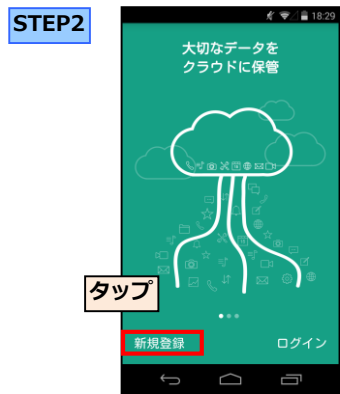 STEP2
18:29
大切なデータを
クラウドに保管
タップ
新規登録
ログイン